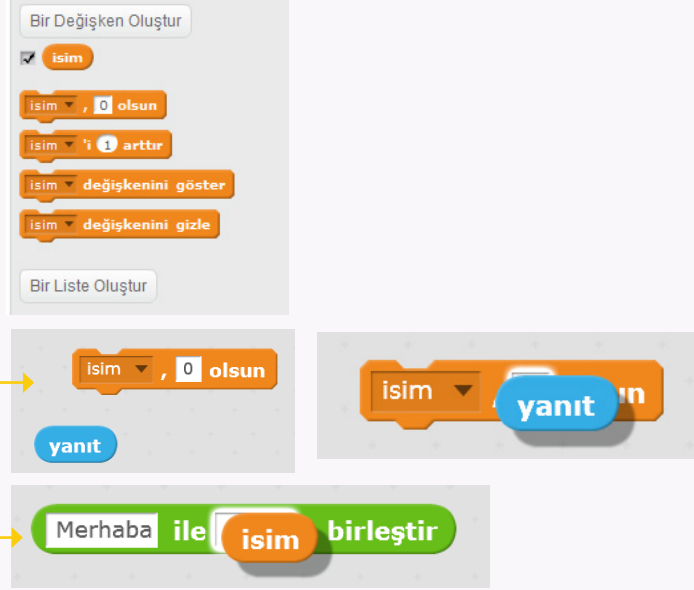 Bir Değişken Oluştur
isim
isim , 0 olsun
isim 'i 1 arttır
isim değişkenini göster
isim değişkenini gizle
Bir Liste Oluştur
isim , 0 olsun
yanıt
isim , yanıt un
Merhaba ile isim birleştir